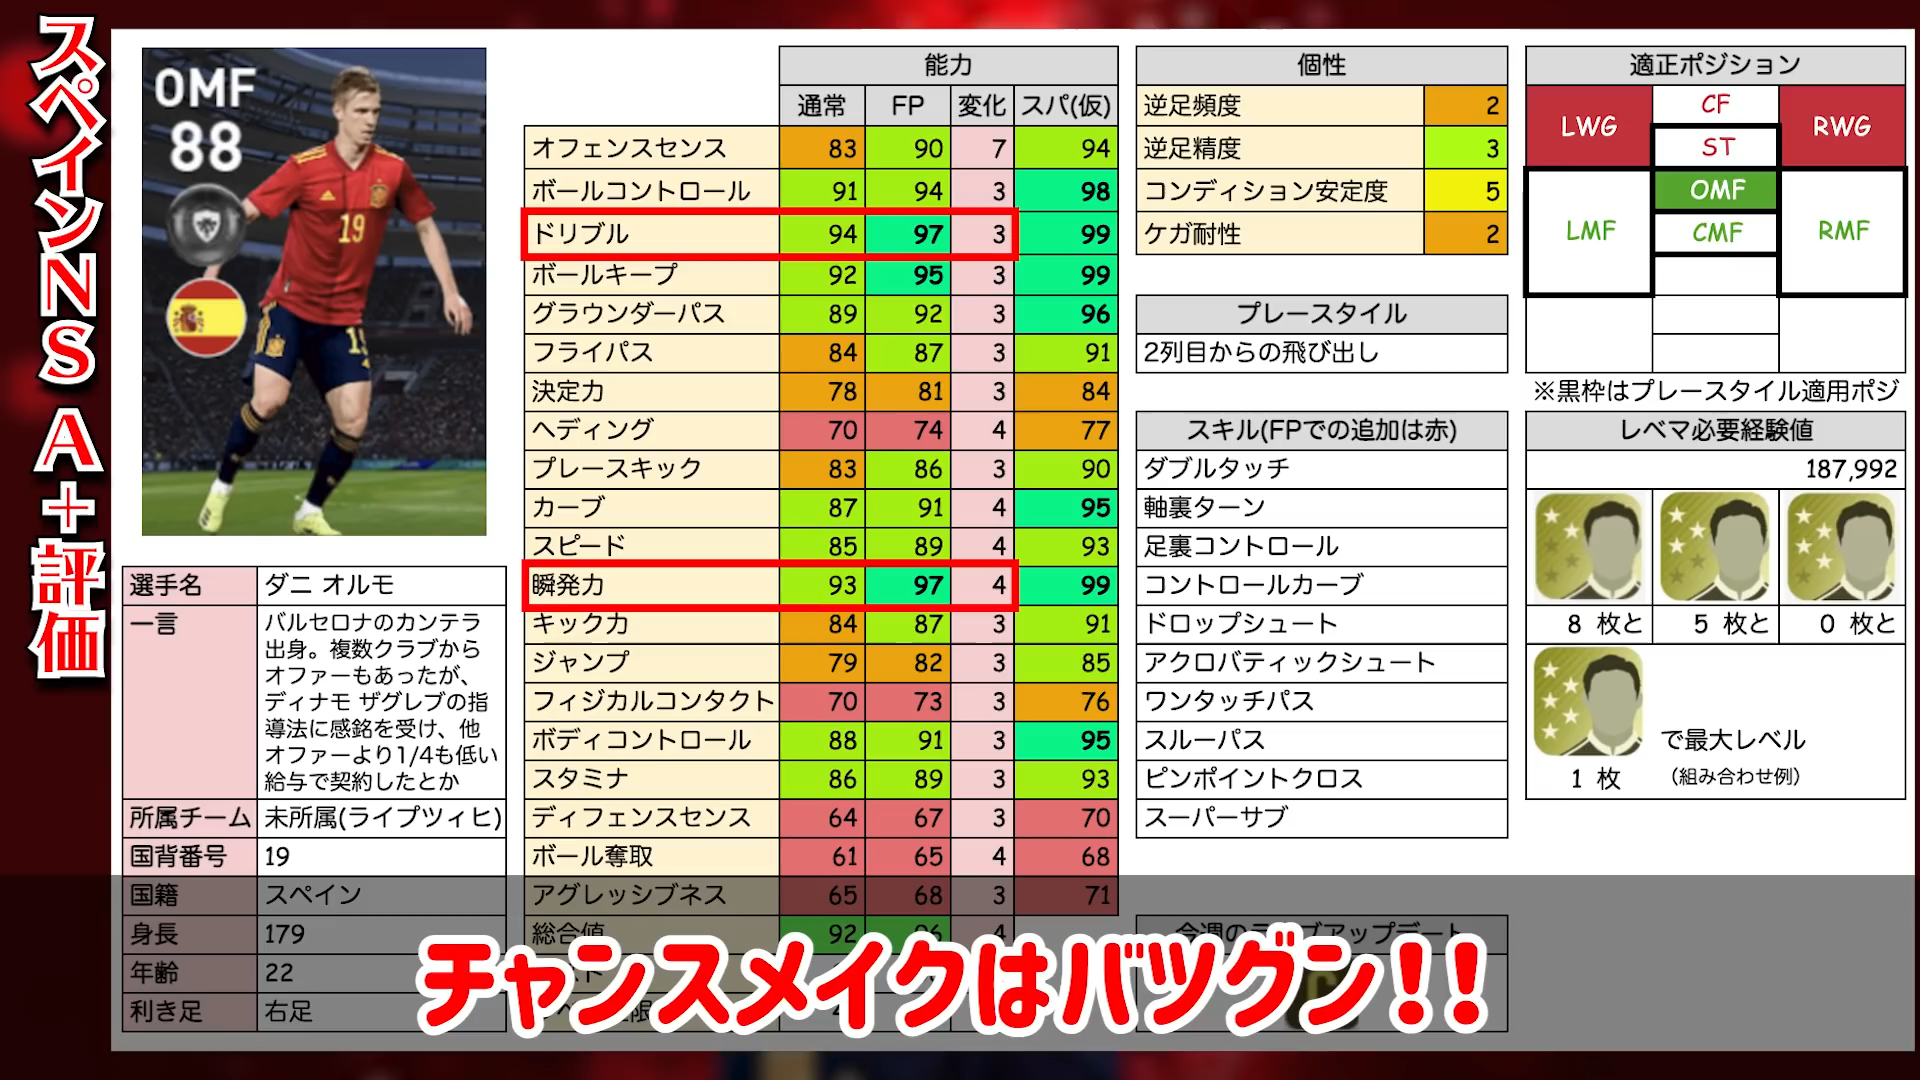 スペインNS A+評価
OMF
88
19
選手名 ダニ オルモ
一言 バルセロナのカンテラ
出身。複数クラブから
オファーもあったが、
ディナモ ザグレブの指
導法に感銘を受け、他
オファーより1/4も低い
給与で契約したとか
所属チーム 未所属(ライプツィヒ)
国背番号 19
国籍 スペイン
身長 179
年齢 22
利き足 右足
能力
通常 FP 変化 スパ(仮)
オフェンスセンス 83 90 7 94
ボールコントロール 91 94 3 98
ドリブル 94 97 3 99
ボールキープ 92 95 3 99
グラウンダーパス 89 92 3 96
フライパス 84 87 3 91
決定力 78 81 3 84
ヘディング 70 74 4 77
プレースキック 83 86 3 90
カーブ 87 91 4 95
スピード 85 89 4 93
瞬発力 93 97 4 99
キック力 84 87 3 91
ジャンプ 79 82 3 85
フィジカルコンタクト 70 73 3 76
ボディコントロール 88 91 3 95
スタミナ 86 89 3 93
ディフェンスセンス 64 67 3 70
ボール奪取 61 65 4 68
アグレッシブネス 65 68 3 71
総合値 92 96 4
個性
逆足頻度 2
逆足精度 3
コンディション安定度 5
ケガ耐性 2
プレースタイル
2列目からの飛び出し
スキル(FPでの追加は赤)
ダブルタッチ
軸裏ターン
足裏コントロール
コントロールカーブ
ドロップシュート
アクロバティックシュート
ワンタッチパス
スルーパス
ピンポイントクロス
スーパーサブ
今週のライブアップデート
適正ポジション
LWG CF RWG
ST
OMF
LMF CMF RMF
※黒枠はプレースタイル適用ポジ
レベマ必要経験値
187,992
8 枚と 5 枚と 0 枚と
1 枚 で最大レベル
(組み合わせ例)
チャンスメイクはバツグン!!